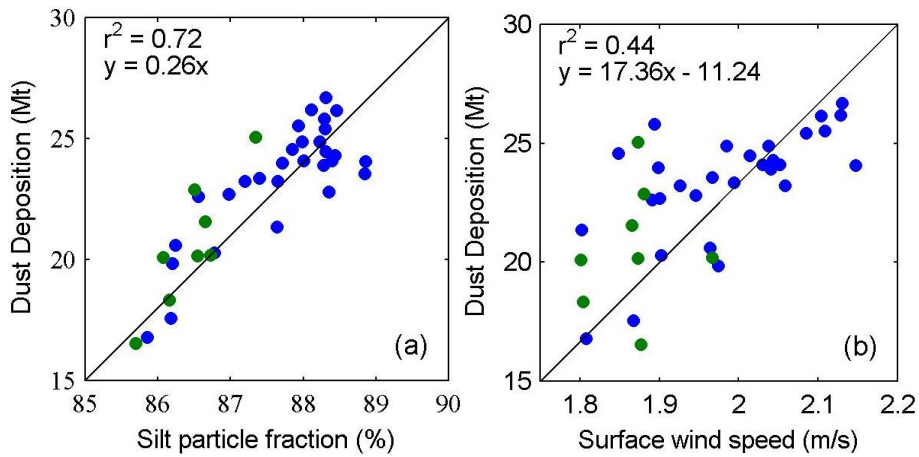 30
25
20
15
Dust Deposition (Mt)
r² = 0.72
y = 0.26x
(a)
85 86 87 88 89 90
Silt particle fraction (%)
30
25
20
15
Dust Deposition (Mt)
r² = 0.44
y = 17.36x - 11.24
(b)
1.8 1.9 2 2.1 2.2
Surface wind speed (m/s)